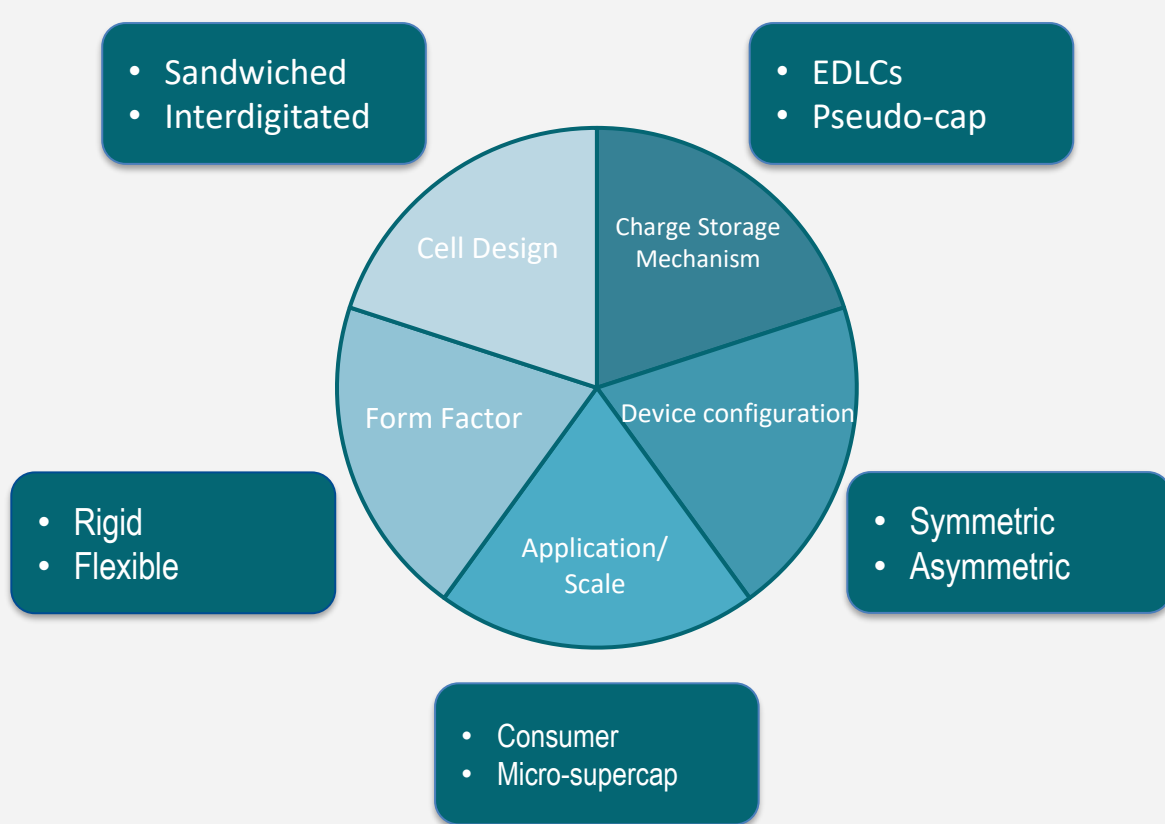 • Sandwiched
• Interdigitated
• EDLCs
• Pseudo-cap
Cell Design
Charge Storage
Mechanism
Form Factor
Device configuration
Application/
Scale
• Rigid
• Flexible
• Symmetric
• Asymmetric
• Consumer
• Micro-supercap